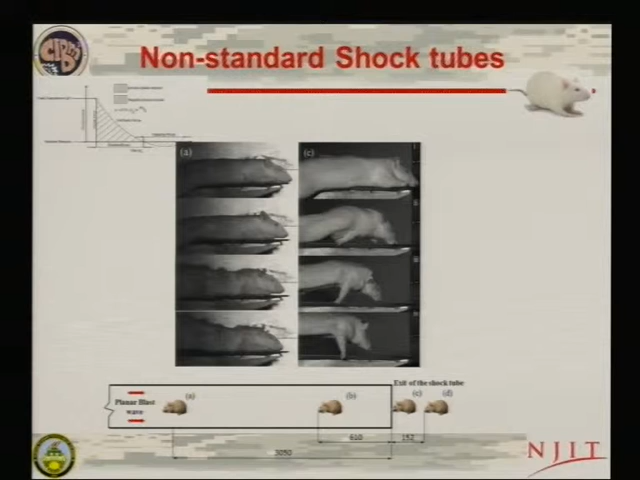 Non-standard Shock tubes
(a)
(c)
Exit of the shock tube
Planar Blast
wave
(a)
(b)
(c)
(d)
610
152
3050
NJIT